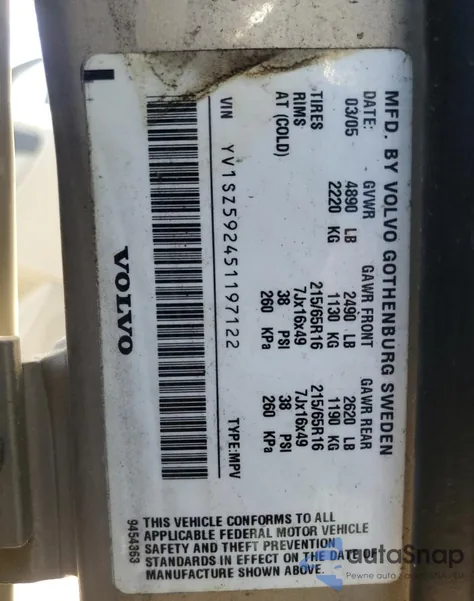 MFD. BY VOLVO GOTHENBURG SWEDEN
DATE: GVWR GAWR FRONT GAWR REAR
03/05 4890 LB 2490 LB 2620 LB
2220 KG 1130 KG 1190 KG
TIRES 215/65R16 215/65R16
RIMS 7Jx16x49 7Jx16x49
AT (COLD) 38 PSI 38 PSI
260 KPa 260 KPa
VIN YV1SZ592451197122 TYPE:MPV
VOLVO
THIS VEHICLE CONFORMS TO ALL
APPLICABLE FEDERAL MOTOR VEHICLE
SAFETY AND THEFT PREVENTION
STANDARDS IN EFFECT ON THE DATE OF
MANUFACTURE SHOWN ABOVE.
9454363
autoSnap